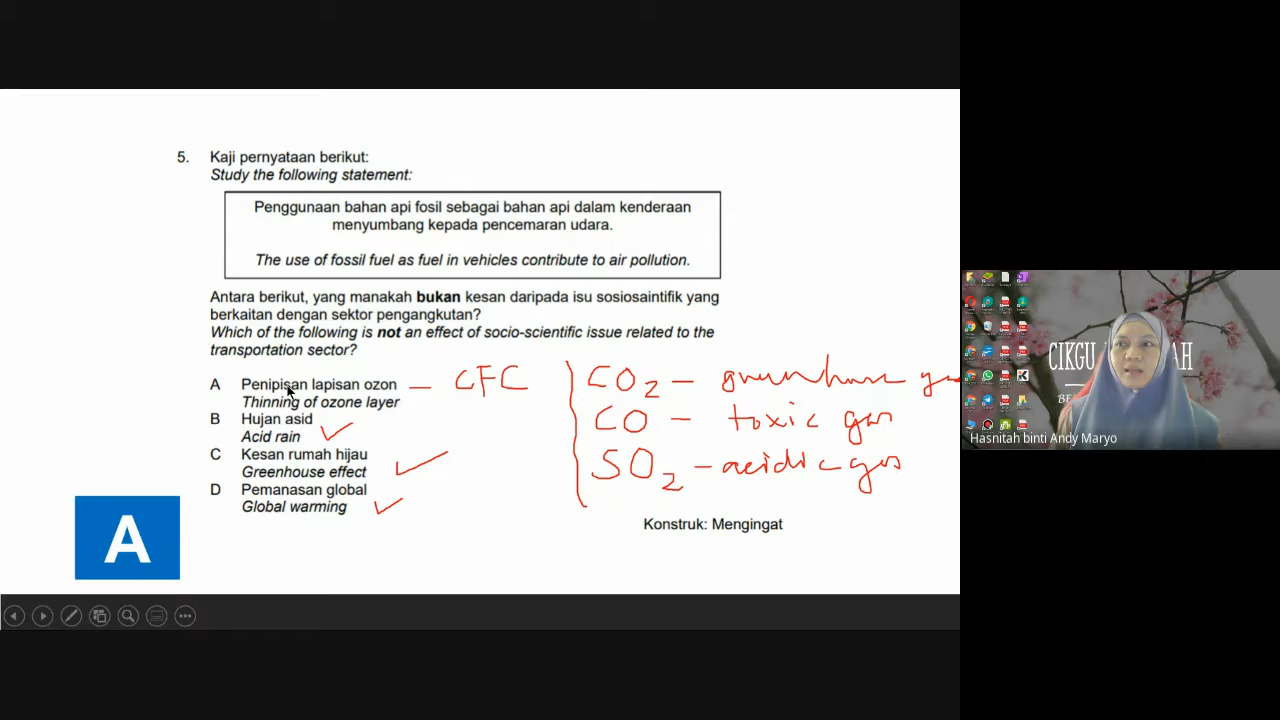 5. Kaji pernyataan berikut:
Study the following statement:
Penggunaan bahan api fosil sebagai bahan api dalam kenderaan
menyumbang kepada pencemaran udara.
The use of fossil fuel as fuel in vehicles contribute to air pollution.
Antara berikut, yang manakah bukan kesan daripada isu sosiosaintifik yang
berkaitan dengan sektor pengangkutan?
Which of the following is not an effect of socio-scientific issue related to the
transportation sector?
A Penipisan lapisan ozon — CFC
Thinning of ozone layer
B Hujan asid
Acid rain
C Kesan rumah hijau
Greenhouse effect
D Pemanasan global
Global warming
CO2 — greenhouse
CO — toxic gas
SO2 — acidic gas
Konstruk: Mengingat
A
CIKGU
Hasnitah binti Andy Maryo